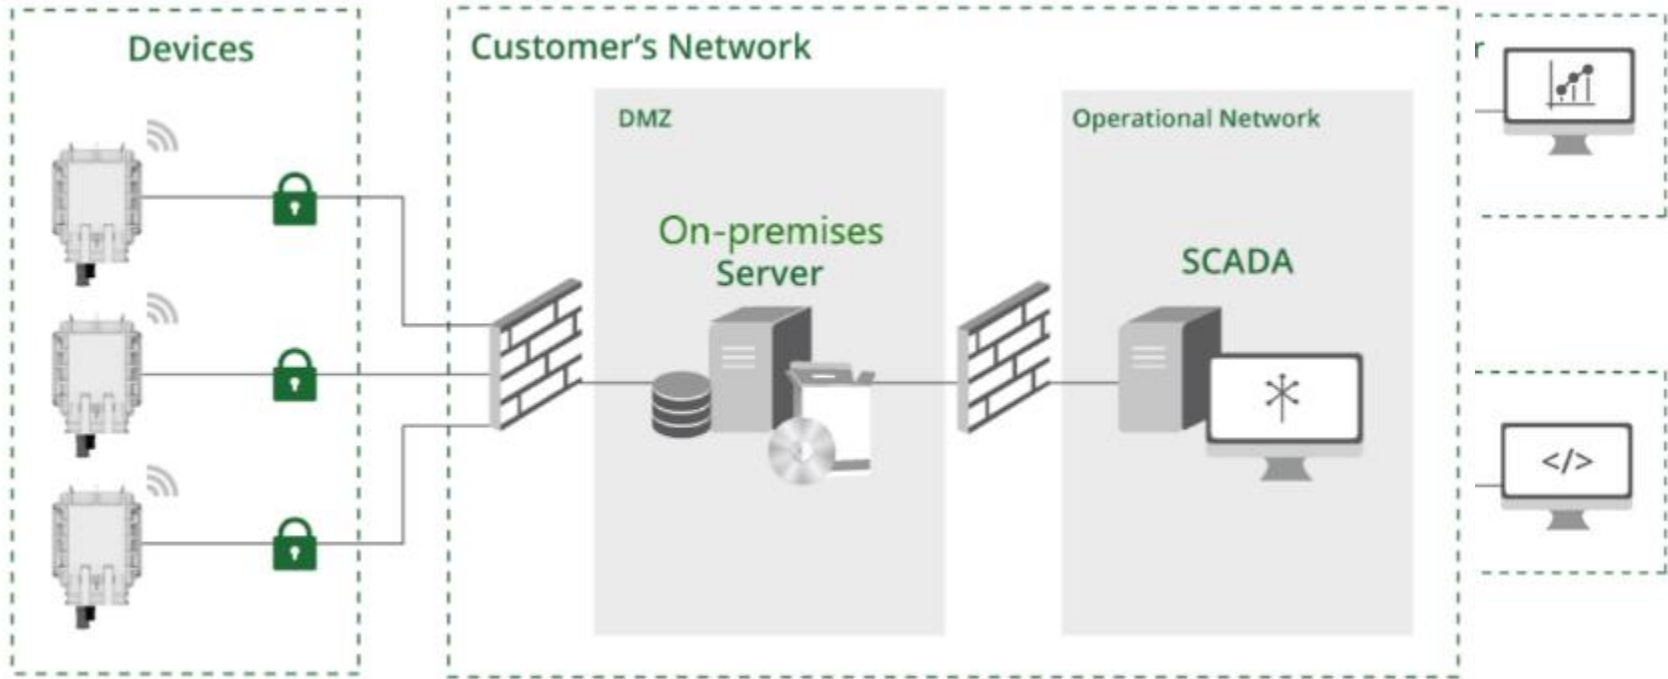 Devices
Customer's Network
DMZ
Operational Network
On-premises
Server
SCADA
r
</>